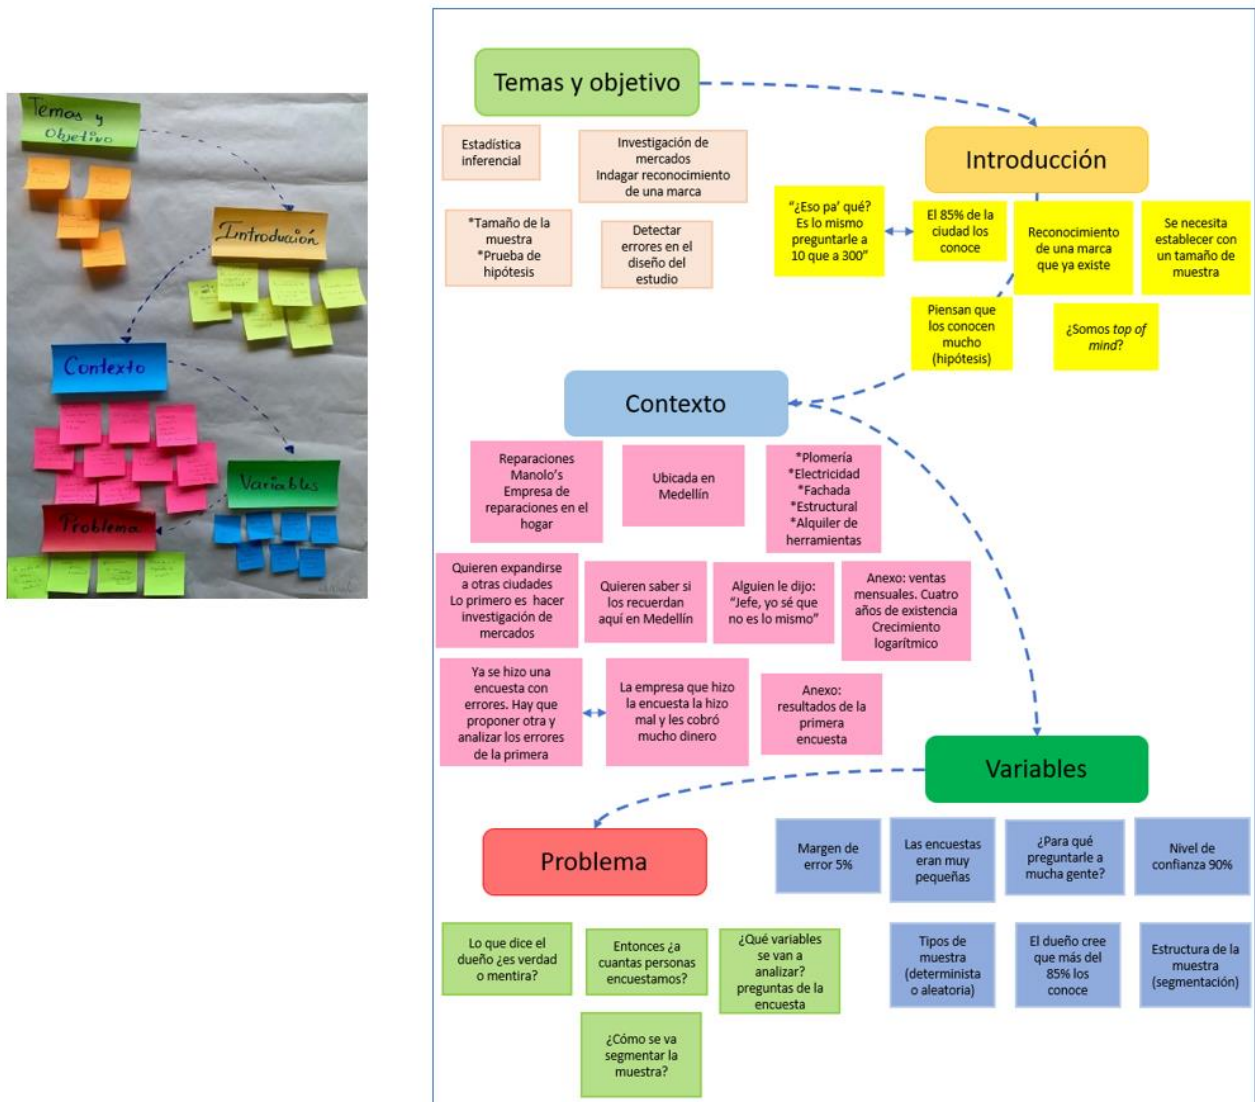 Temas y
Objetivo
Introducción
Contexto
Variables
Problema
Temas y objetivo
Estadística
inferencial
Investigación de
mercados
Indagar reconocimiento
de una marca
*Tamaño de la
muestra
*Prueba de
hipótesis
Detectar
errores en el
diseño del
estudio
Introducción
“¿Eso pa’ qué?
Es lo mismo
preguntarle a
10 que a 300”
El 85% de la
ciudad los
conoce
Reconocimiento
de una marca
que ya existe
Se necesita
establecer con
un tamaño de
muestra
Piensan que
los conocen
mucho
(hipótesis)
¿Somos top of
mind?
Contexto
Reparaciones
Manolo’s
Empresa de
reparaciones en el
hogar
Ubicada en
Medellín
*Plomería
*Electricidad
*Fachada
*Estructural
*Alquiler de
herramientas
Quieren expandirse
a otras ciudades
Lo primero es hacer
investigación de
mercados
Quieren saber si
los recuerdan
aquí en Medellín
Alguien le dijo:
“Jefe, yo sé que
no es lo mismo”
Anexo: ventas
mensuales. Cuatro
años de existencia
Crecimiento
logarítmico
Ya se hizo una
encuesta con
errores. Hay que
proponer otra y
analizar los errores
de la primera
La empresa que hizo
la encuesta la hizo
mal y les cobró
mucho dinero
Anexo:
resultados de la
primera
encuesta
Variables
Margen de
error 5%
Las encuestas
eran muy
pequeñas
¿Para qué
preguntarle a
mucha gente?
Nivel de
confianza 90%
Tipos de
muestra
(determinista
o aleatoria)
El dueño cree
que más del
85% los
conoce
Estructura de la
muestra
(segmentación)
Problema
Lo que dice el
dueño ¿es verdad
o mentira?
Entonces ¿a
cuantas personas
encuestamos?
¿Qué variables
se van a
analizar?
preguntas de la
encuesta
¿Cómo se va
segmentar la
muestra?